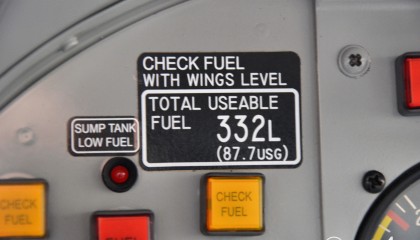 CHECK FUEL
WITH WINGS LEVEL
TOTAL USEABLE
FUEL 332L
(87.7USG)
SUMP TANK
LOW FUEL
CHECK
FUEL
CHECK
FUEL
FUEL